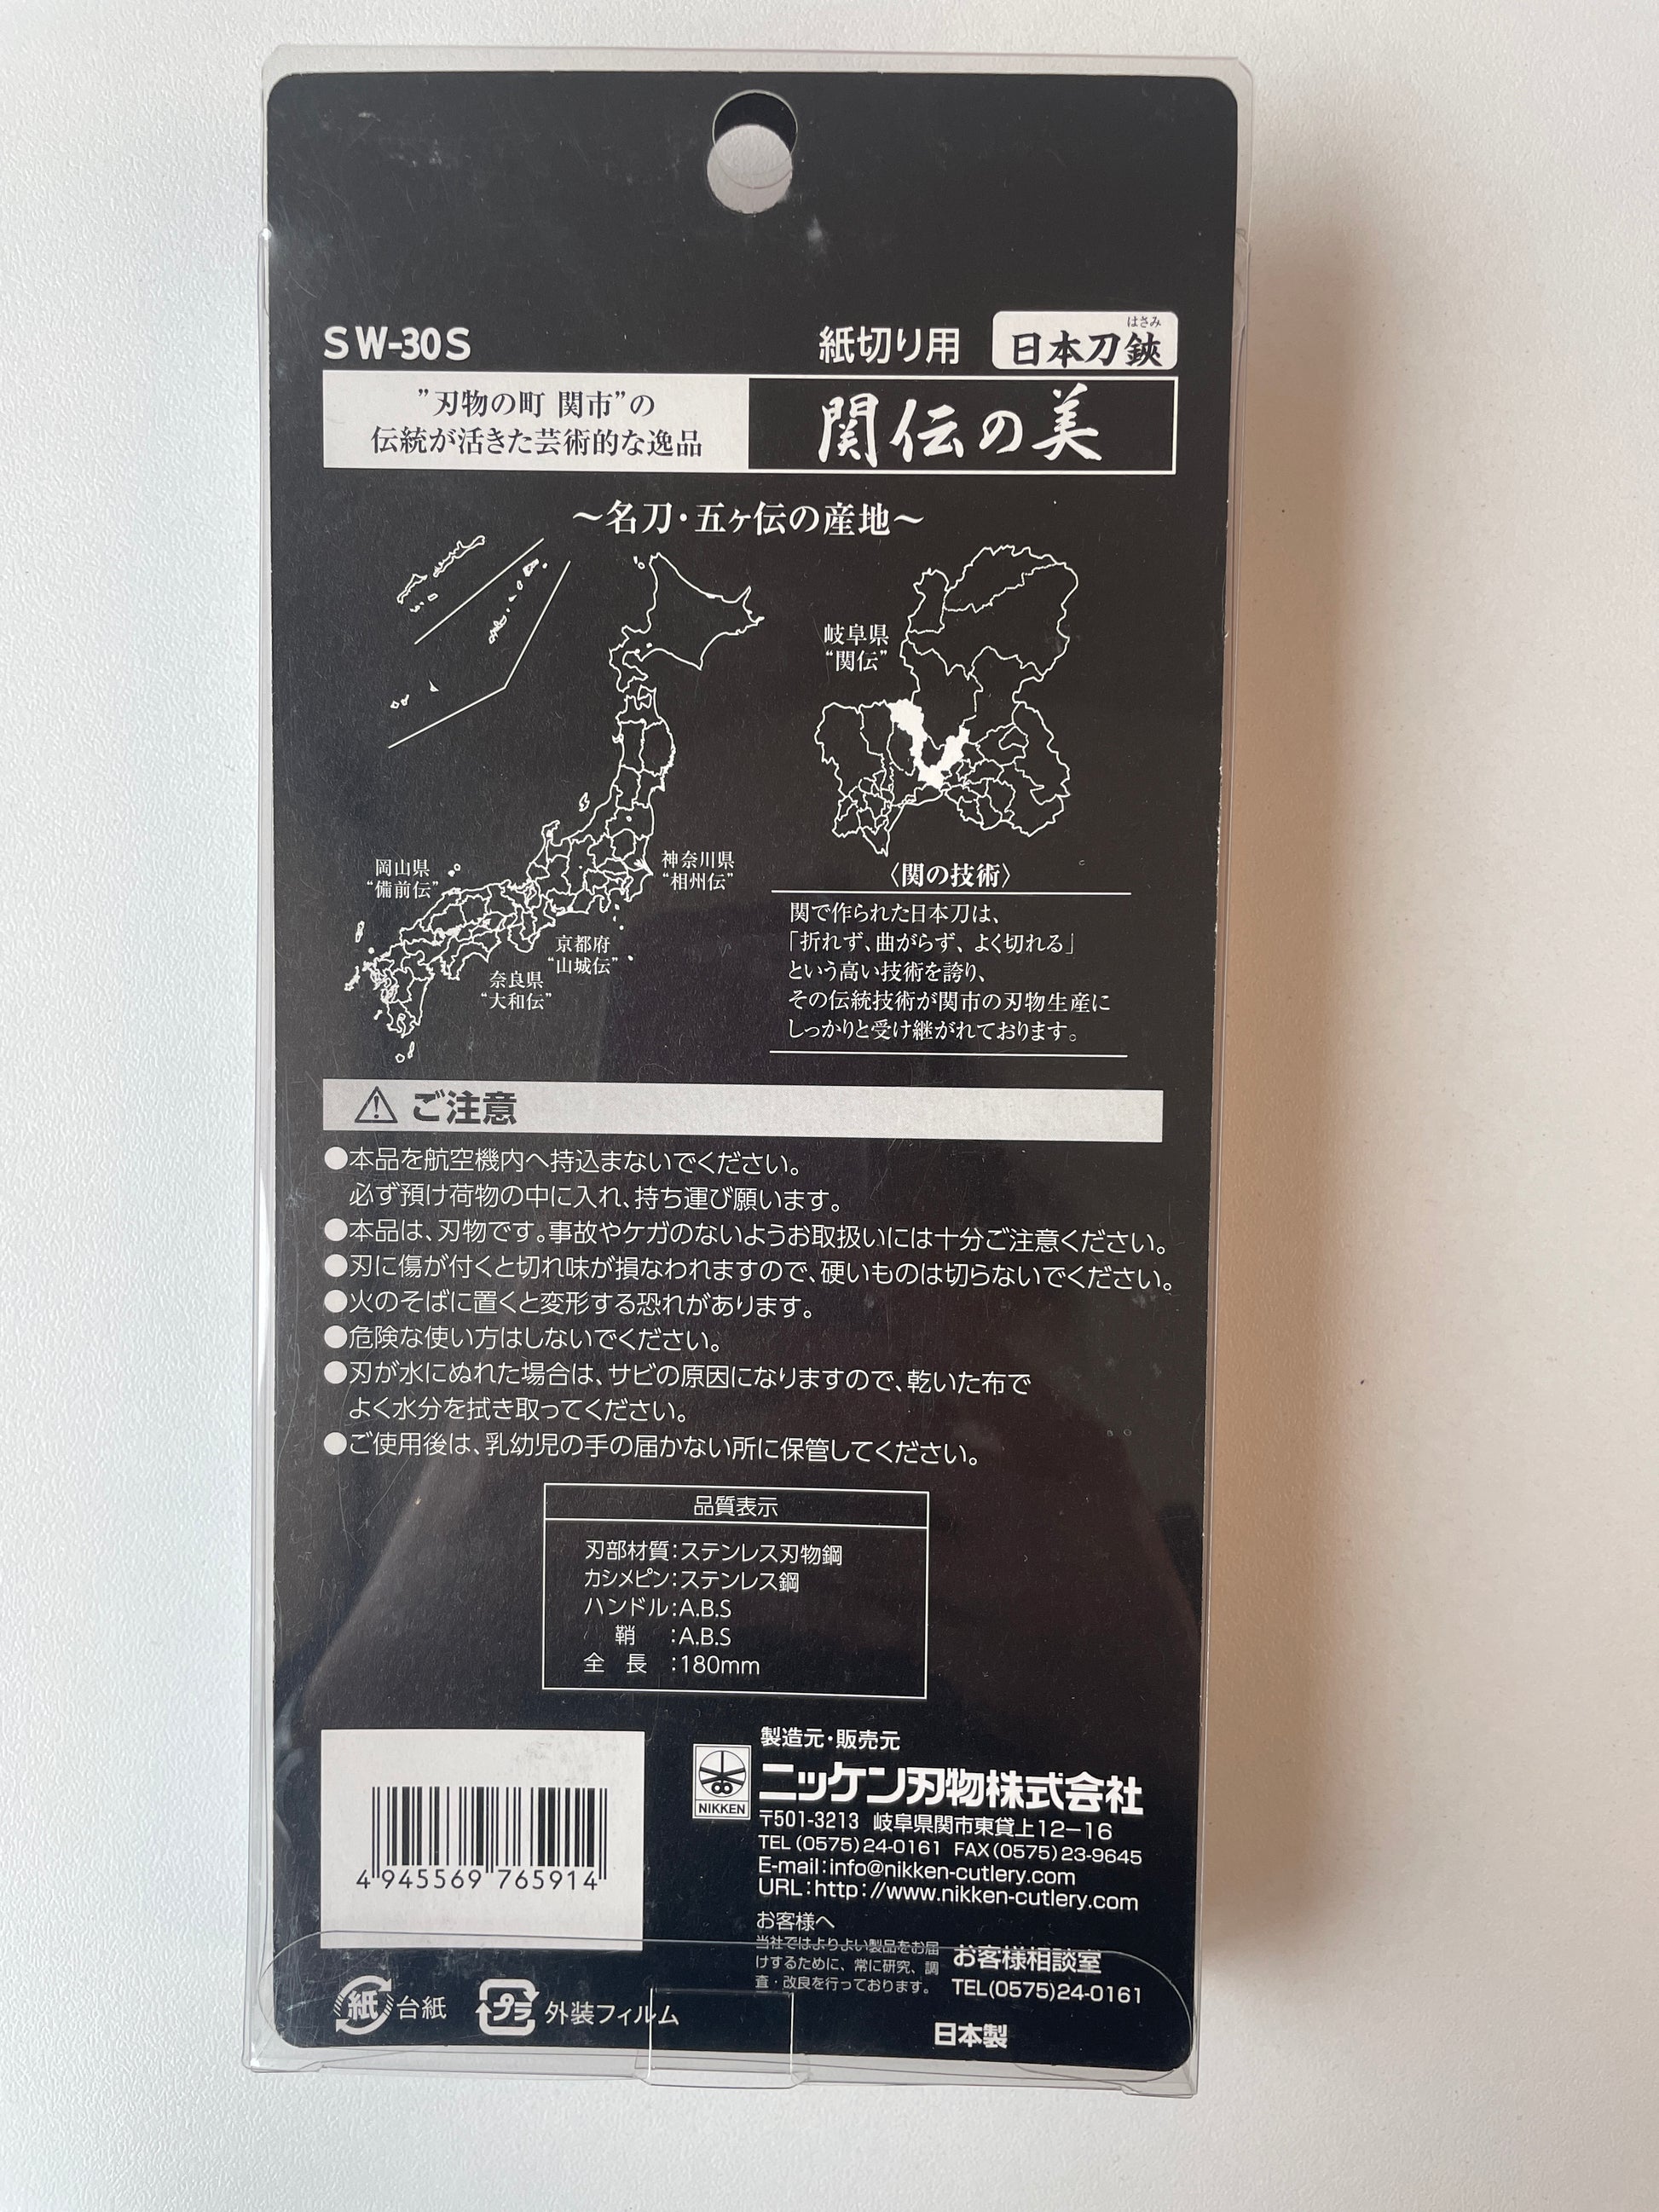 SW-30S
紙切り用
はさみ
日本刀鋏
”刃物の町 関市”の
伝統が活きた芸術的な逸品
関伝の美
〜名刀・五ヶ伝の産地〜
岐阜県
“関伝”
岡山県
“備前伝”
神奈川県
“相州伝”
京都府
“山城伝”
奈良県
“大和伝”
〈関の技術〉
関で作られた日本刀は、
「折れず、曲がらず、よく切れる」
という高い技術を誇り、
その伝統技術が関市の刃物生産に
しっかりと受け継がれております。
ご注意
●本品を航空機内へ持込まないでください。
必ず預け荷物の中に入れ、持ち運び願います。
●本品は、刃物です。事故やケガのないようお取扱いには十分ご注意ください。
●刃に傷が付くと切れ味が損なわれますので、硬いものは切らないでください。
●火のそばに置くと変形する恐れがあります。
●危険な使い方はしないでください。
●刃が水にぬれた場合は、サビの原因になりますので、乾いた布で
よく水分を拭き取ってください。
●ご使用後は、乳幼児の手の届かない所に保管してください。
品質表示
刃部材質:ステンレス刃物鋼
カシメピン:ステンレス鋼
ハンドル:A.B.S
鞘 :A.B.S
全 長 :180mm
4 945569 765914
製造元・販売元
NIKKEN
ニッケン刃物株式会社
〒501-3213 岐阜県関市東貸上12−16
TEL(0575)24-0161 FAX(0575)23-9645
E-mail:info@nikken-cutlery.com
URL:http://www.nikken-cutlery.com
お客様へ
当社ではよりよい製品をお届
けするために、常に研究、調
査・改良を行っております。
お客様相談室
TEL(0575)24-0161
紙 台紙
プラ 外装フィルム
日本製